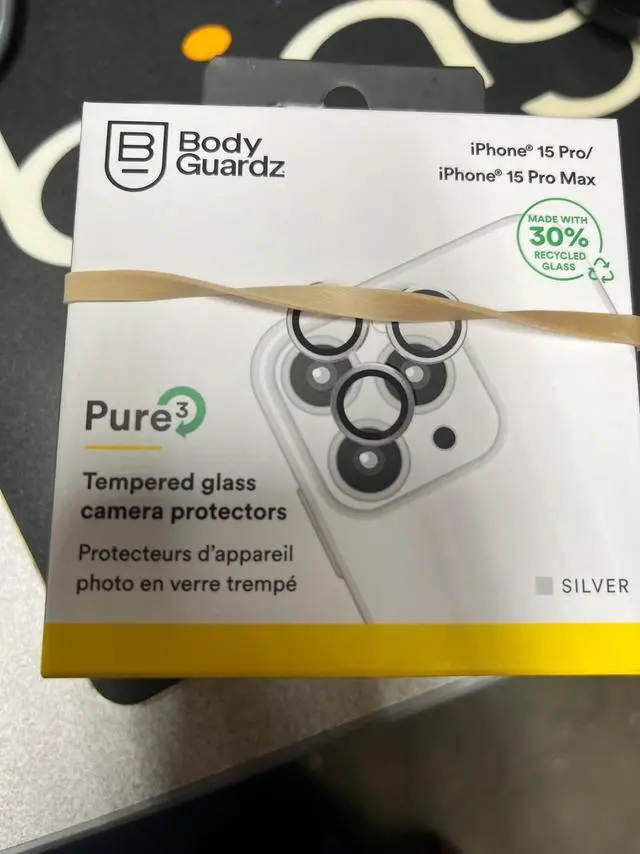 B
Body
Guardz
iPhone® 15 Pro/
iPhone® 15 Pro Max
MADE WITH
30%
RECYCLED
GLASS
Pure³
Tempered glass
camera protectors
Protecteurs d'appareil
photo en verre trempé
SILVER